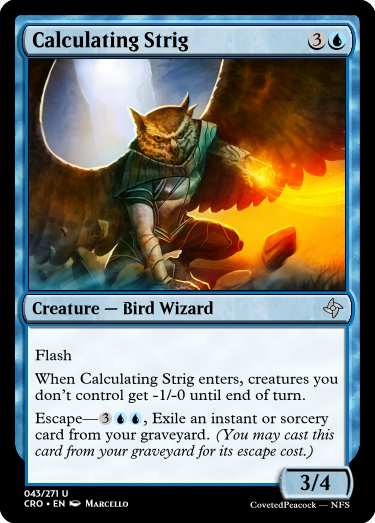 Calculating Strig 3
Creature — Bird Wizard
Flash
When Calculating Strig enters, creatures you
don't control get -1/-0 until end of turn.
Escape—3, Exile an instant or sorcery
card from your graveyard. (You may cast this
card from your graveyard for its escape cost.)
3/4
043/271 U
CRO • EN Marcello
CovetedPeacock — NFS